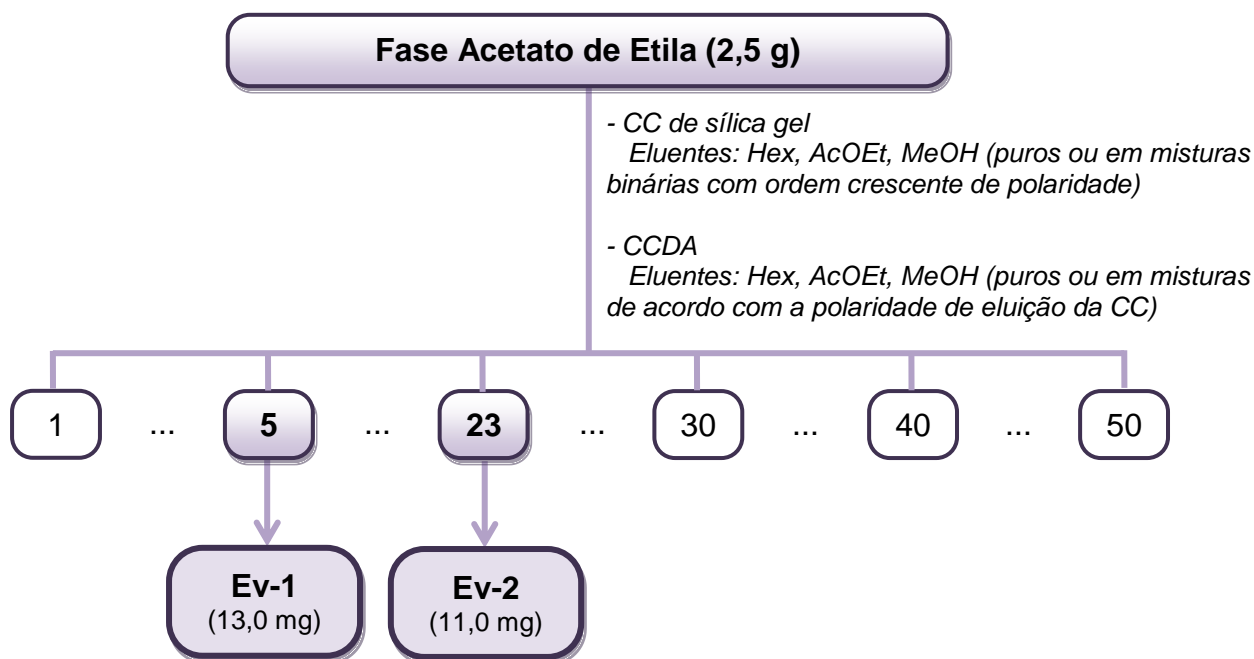 Fase Acetato de Etila (2,5 g)
- CC de sílica gel
Eluentes: Hex, AcOEt, MeOH (puros ou em misturas
binárias com ordem crescente de polaridade)
- CCDA
Eluentes: Hex, AcOEt, MeOH (puros ou em misturas
de acordo com a polaridade de eluição da CC)
1 ... 5 ... 23 ... 30 ... 40 ... 50
Ev-1 Ev-2
(13,0 mg) (11,0 mg)